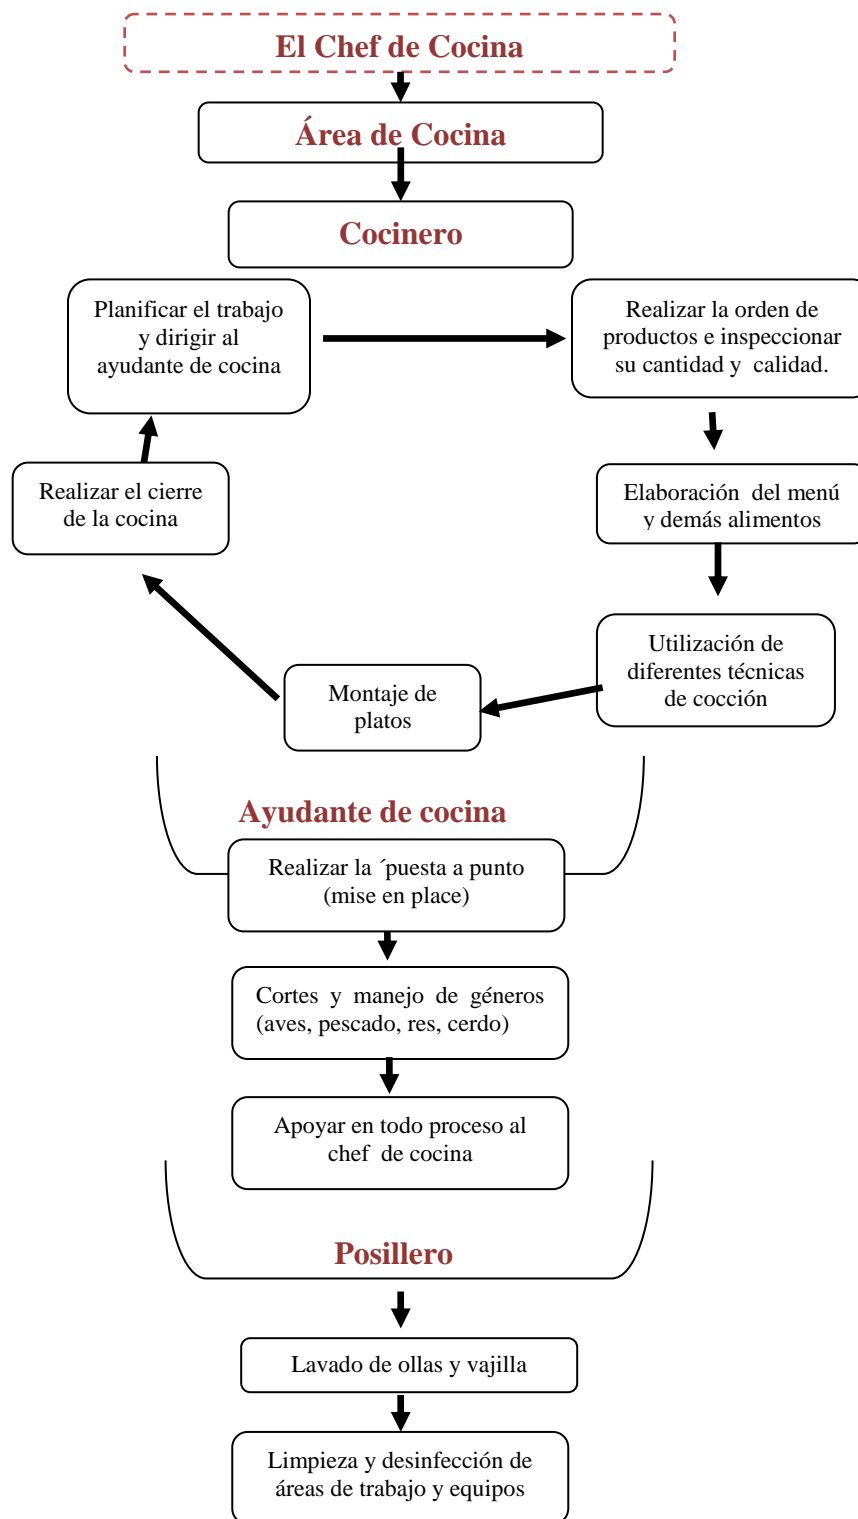 El Chef de Cocina
Área de Cocina
Cocinero
Planificar el trabajo
y dirigir al
ayudante de cocina
Realizar la orden de
productos e inspeccionar
su cantidad y calidad.
Elaboración del menú
y demás alimentos
Utilización de
diferentes técnicas
de cocción
Montaje de
platos
Realizar el cierre
de la cocina
Ayudante de cocina
Realizar la ´puesta a punto
(mise en place)
Cortes y manejo de géneros
(aves, pescado, res, cerdo)
Apoyar en todo proceso al
chef de cocina
Posillero
Lavado de ollas y vajilla
Limpieza y desinfección de
áreas de trabajo y equipos